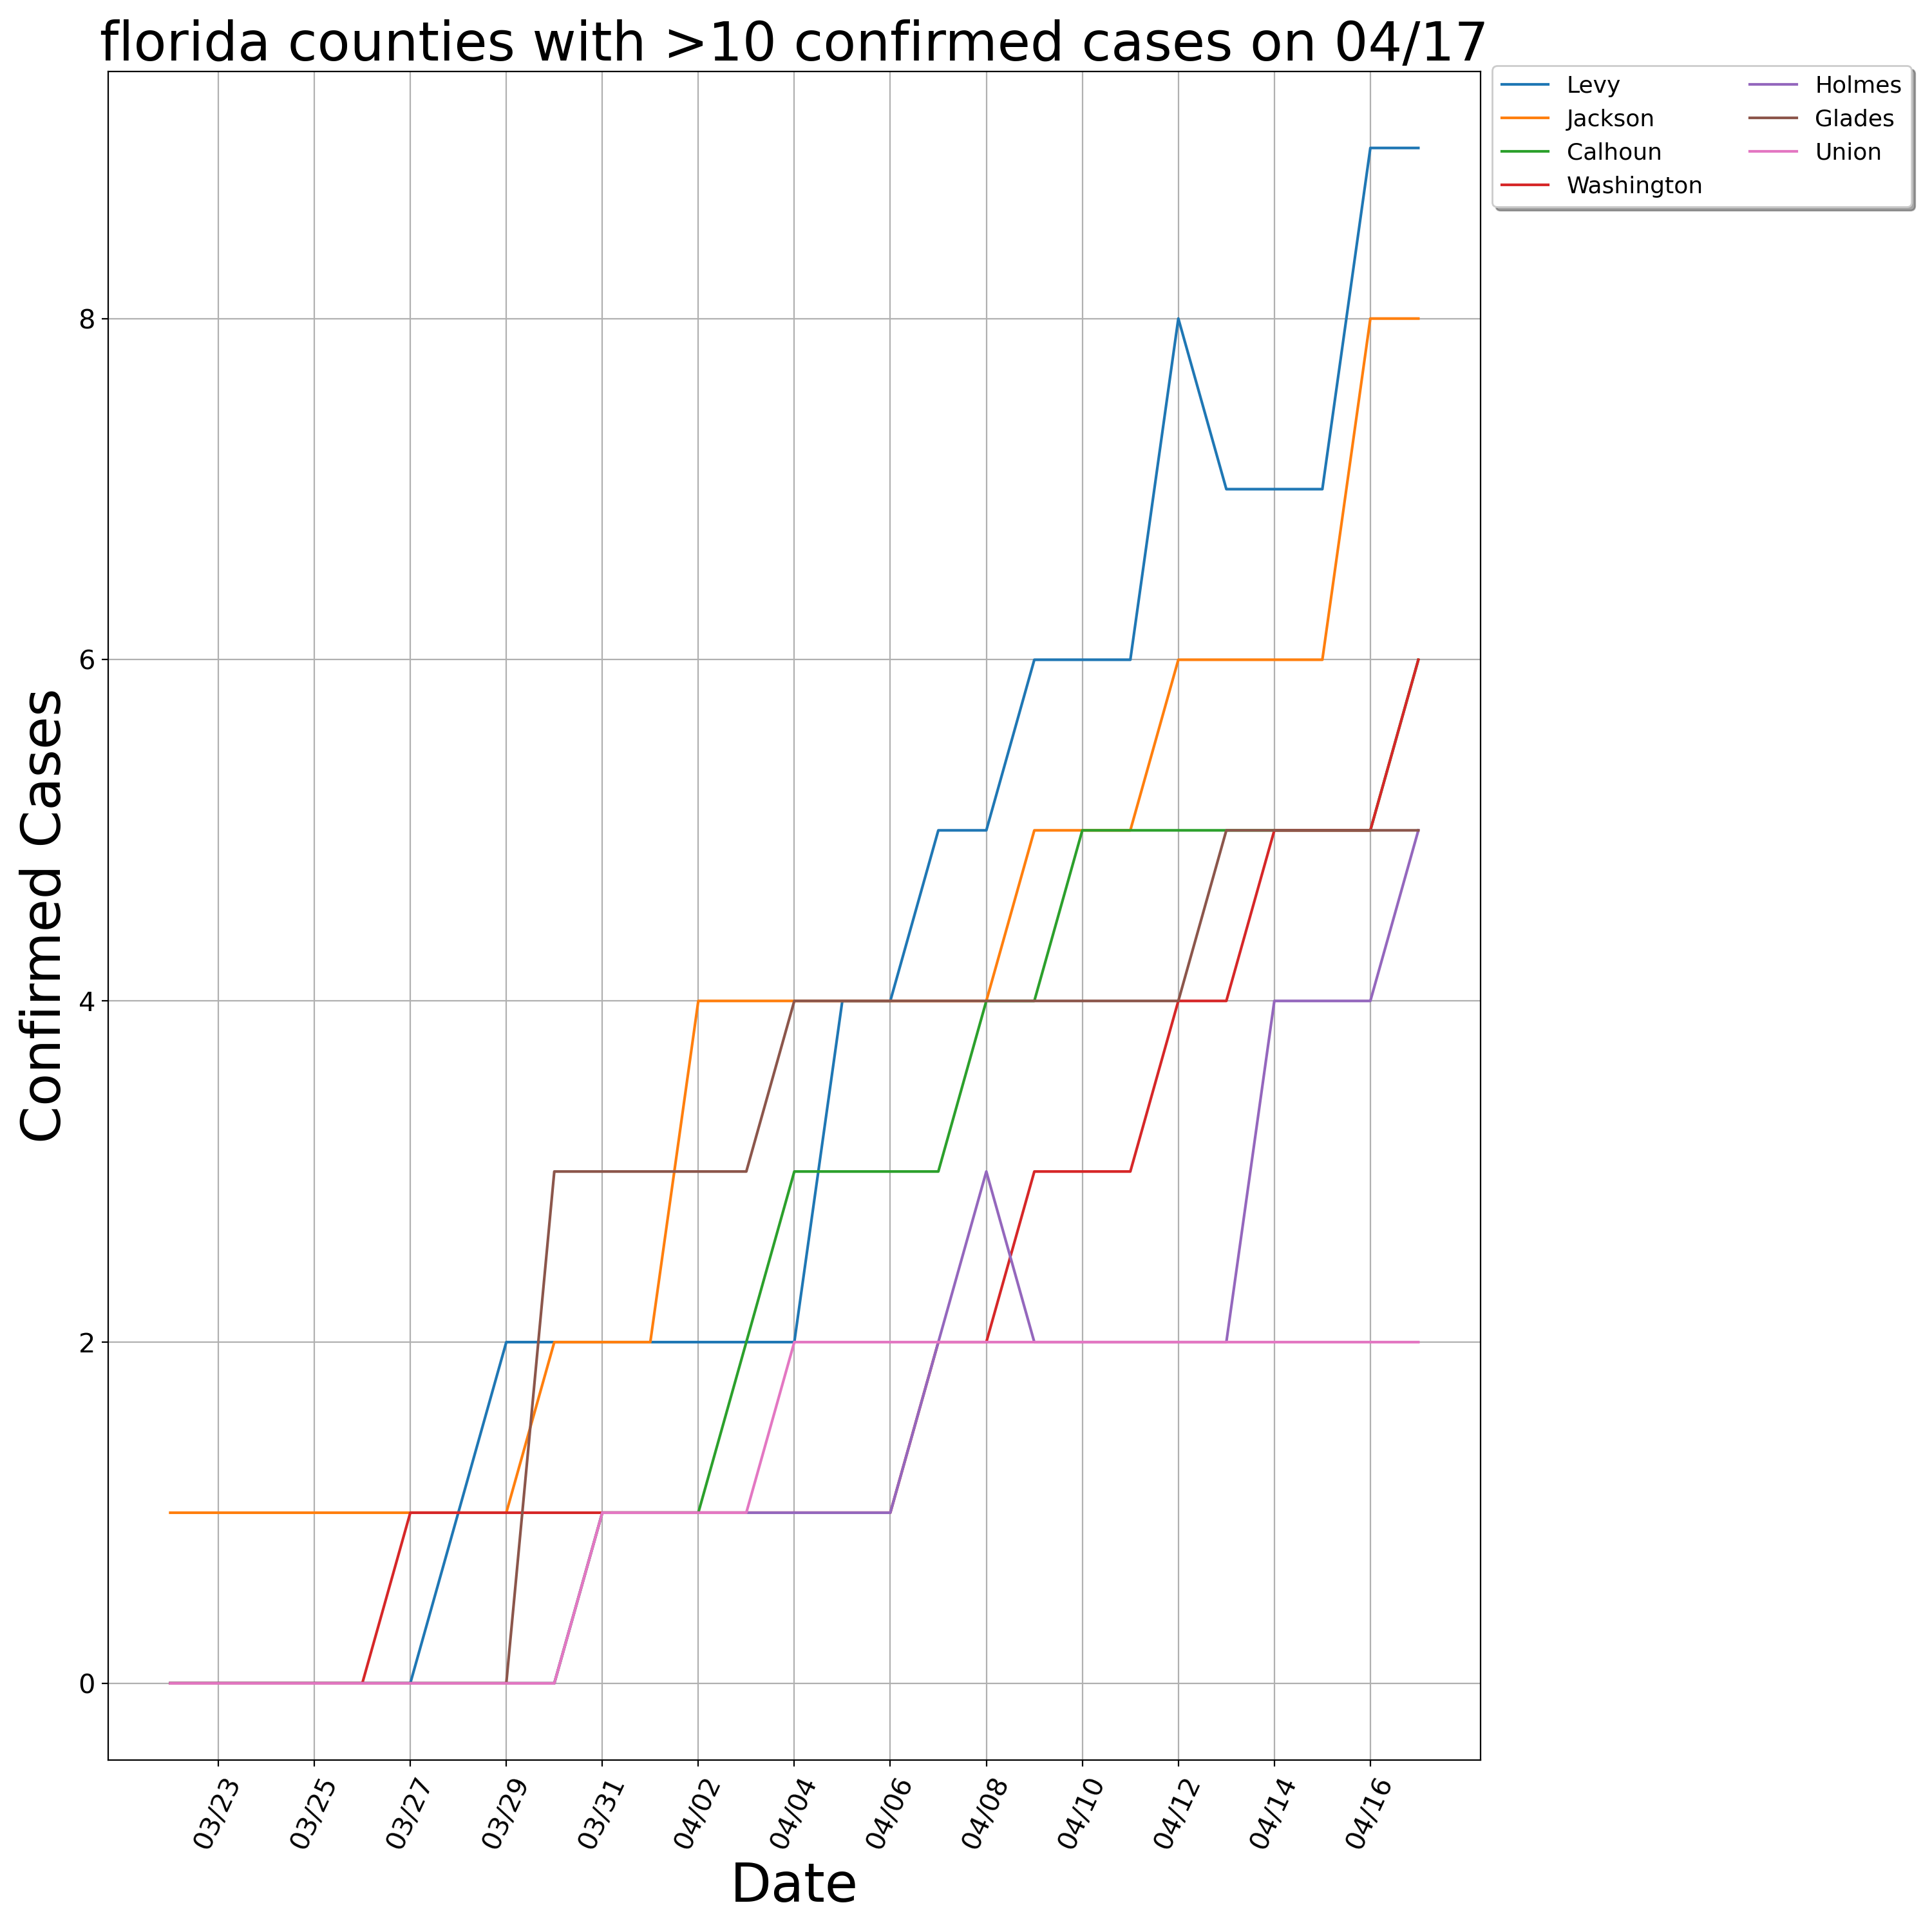 florida counties with >10 confirmed cases on 04/17
Levy
Jackson
Calhoun
Washington
Holmes
Glades
Union
Confirmed Cases
8
6
4
2
0
03/23
03/25
03/27
03/29
03/31
04/02
04/04
04/06
04/08
04/10
04/12
04/14
04/16
Date